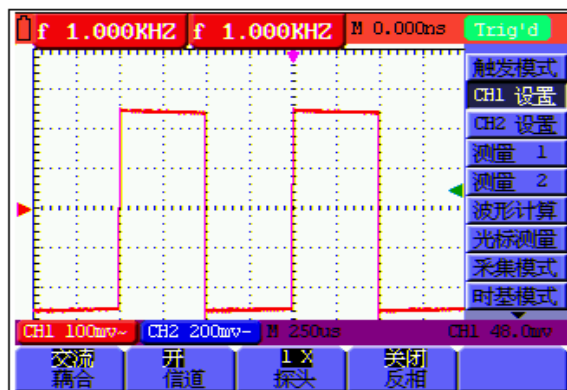 f 1.000KHZ f 1.000KHZ M 0.000ns Trig'd
触发模式
CH1 设置
CH2 设置
测量 1
测量 2
波形计算
光标测量
采集模式
时基模式
CH1 100mv~ CH2 200mv- M 250us CH1 48.0mv
交流 开 1 X 关闭
藕合 信道 探头 反相